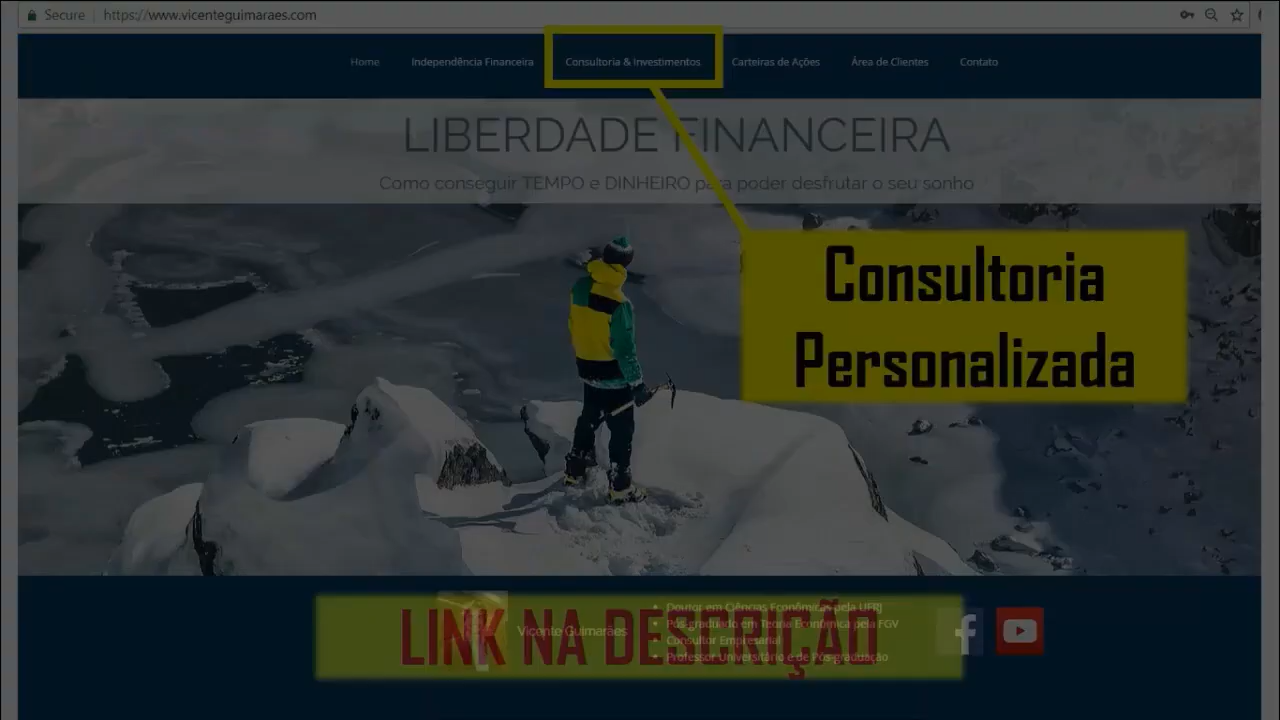 Secure
https://www.vicenteguimaraes.com
Home
Independência Financeira
Consultoria & Investimentos
Carteiras de Ações
Área de Clientes
Contato
LIBERDADE FINANCEIRA
Como conseguir TEMPO e DINHEIRO para poder desfrutar o seu sonho
Consultoria
Personalizada
LINK NA DESCRIÇÃO
Vicente Guimarães
Doutor em Ciências Econômicas pela UFRJ
Pós-graduado em Teoria Econômica pela FGV
Consultor Empresarial
Professor Universitário e de Pós-graduação